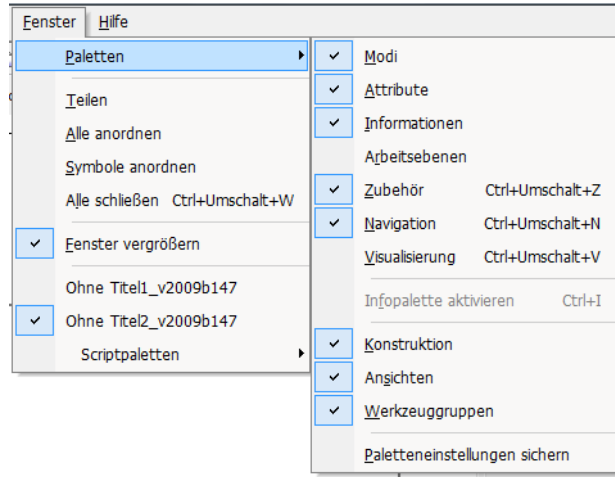 Fenster Hilfe
Paletten
Teilen
Alle anordnen
Symbole anordnen
Alle schließen Ctrl+Umschalt+W
Fenster vergrößern
Ohne Titel1_v2009b147
Ohne Titel2_v2009b147
Scriptpaletten
Modi
Attribute
Informationen
Arbeitsebenen
Zubehör Ctrl+Umschalt+Z
Navigation Ctrl+Umschalt+N
Visualisierung Ctrl+Umschalt+V
Infopalette aktivieren Ctrl+I
Konstruktion
Ansichten
Werkzeuggruppen
Paletteneinstellungen sichern